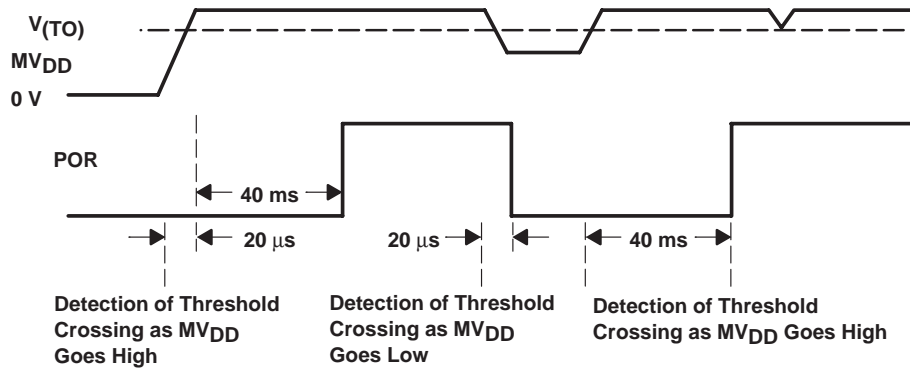 V(TO)
MVDD
0 V
POR
40 ms
20 μs
20 μs
40 ms
Detection of Threshold
Crossing as MVDD
Goes High
Detection of Threshold
Crossing as MVDD
Goes Low
Detection of Threshold
Crossing as MVDD Goes High